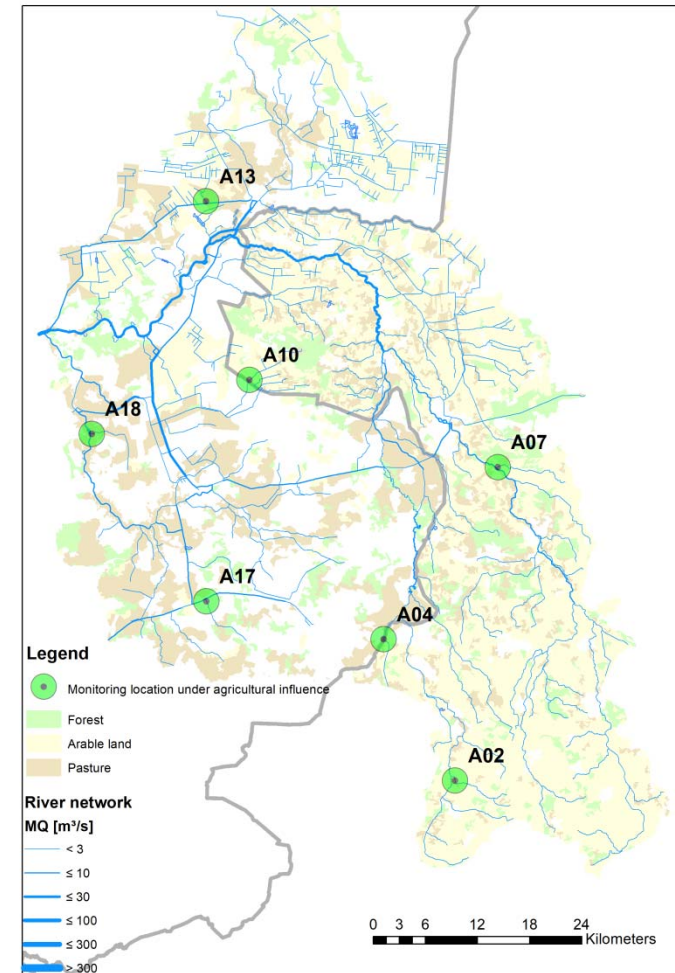 A13
A10
A18
A07
A17
A04
A02
Legend
Monitoring location under agricultural influence
Forest
Arable land
Pasture
River network
MQ [m³/s]
< 3
≤ 10
≤ 30
≤ 100
≤ 300
> 300
0 3 6 12 18 24
Kilometers